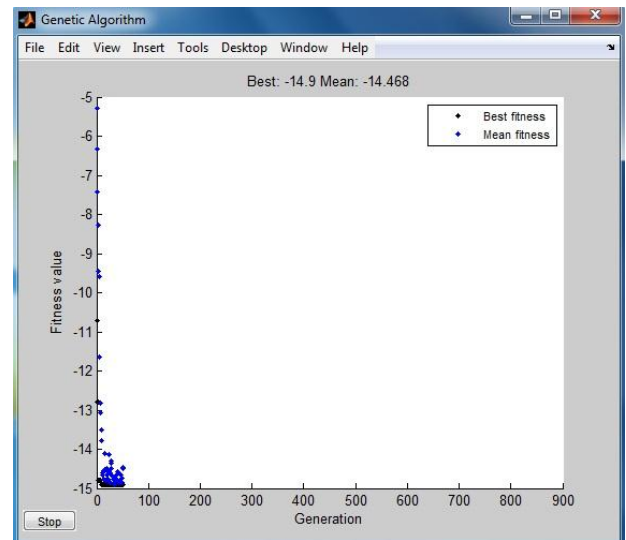 Genetic Algorithm
File Edit View Insert Tools Desktop Window Help
Best: -14.9 Mean: -14.468
Best fitness
Mean fitness
Fitness value
-5
-6
-7
-8
-9
-10
-11
-12
-13
-14
-15
0 100 200 300 400 500 600 700 800 900
Generation
Stop